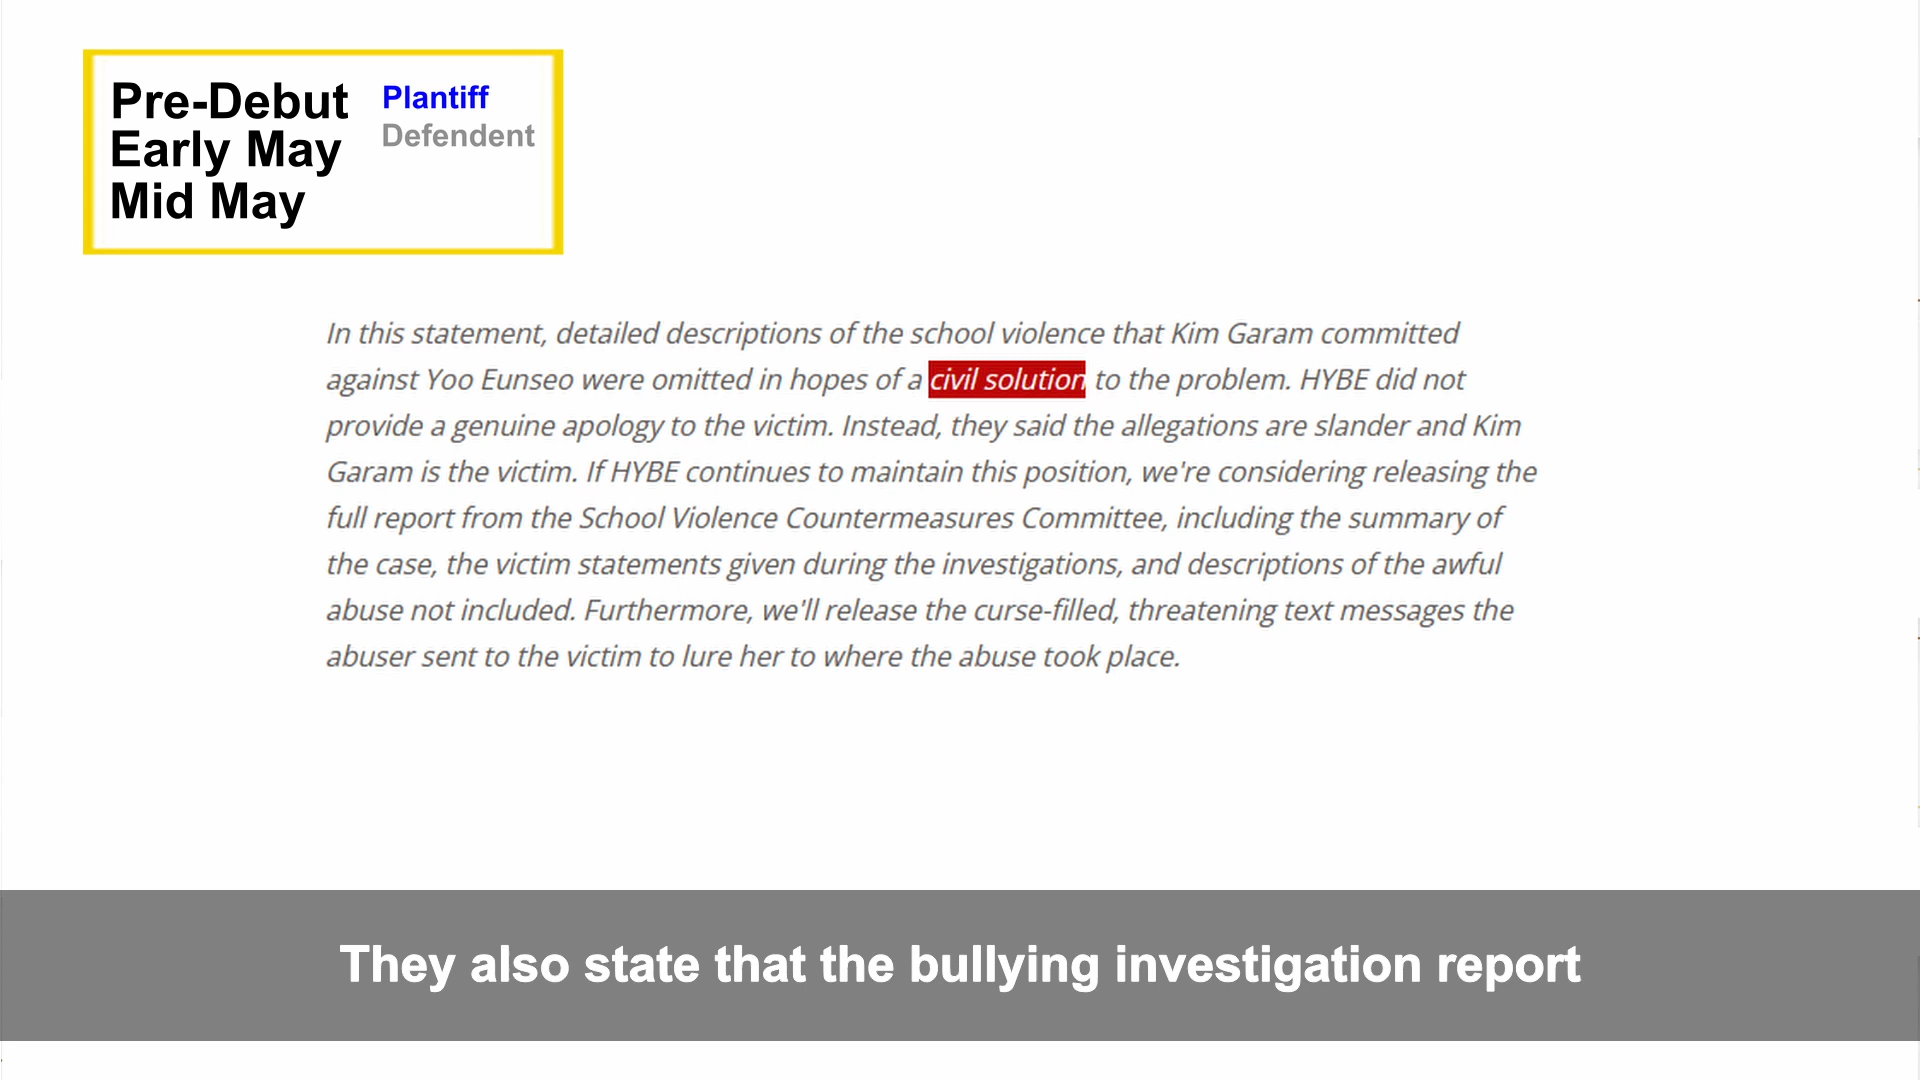 Pre-Debut
Early May
Mid May
Plantiff
Defendent
In this statement, detailed descriptions of the school violence that Kim Garam committed
against Yoo Eunseo were omitted in hopes of a civil solution to the problem. HYBE did not
provide a genuine apology to the victim. Instead, they said the allegations are slander and Kim
Garam is the victim. If HYBE continues to maintain this position, we're considering releasing the
full report from the School Violence Countermeasures Committee, including the summary of
the case, the victim statements given during the investigations, and descriptions of the awful
abuse not included. Furthermore, we'll release the curse-filled, threatening text messages the
abuser sent to the victim to lure her to where the abuse took place.
They also state that the bullying investigation report